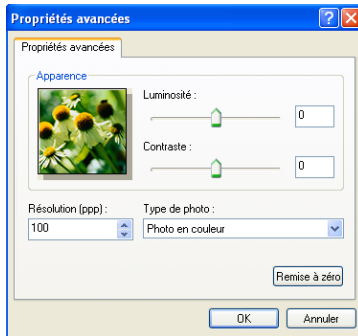 Propriétés avancées
Propriétés avancées
Apparence
Luminosité :
0
Contraste :
0
Résolution (ppp) :
Type de photo :
100
Photo en couleur
Remise à zéro
OK
Annuler